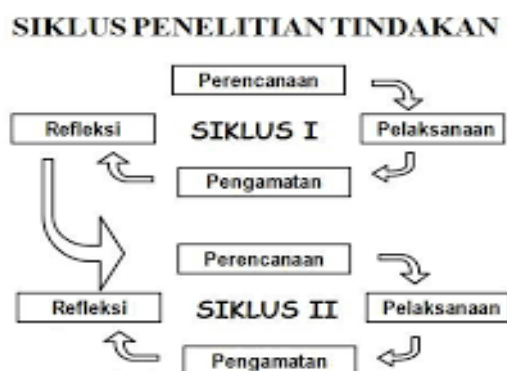 SIKLUS PENELITIAN TINDAKAN
Perencanaan
Refleksi
SIKLUS I
Pelaksanaan
Pengamatan
Perencanaan
Refleksi
SIKLUS II
Pelaksanaan
Pengamatan